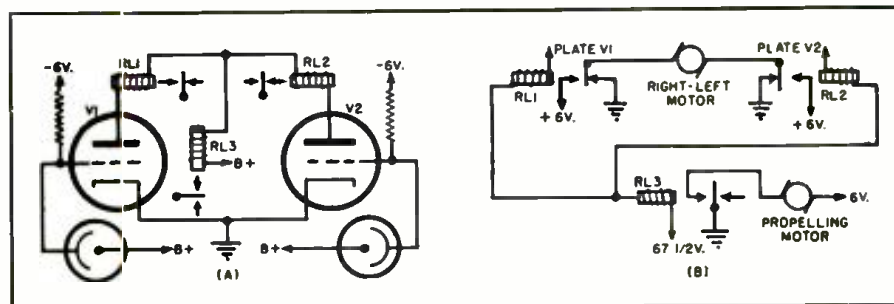 -6V. RL1 RL2 -6V.
V1 V2
RL3
B+
B+ B+
(A)
PLATE V1 PLATE V2
RL1 RIGHT-LEFT MOTOR RL2
+ 6V. + 6V.
RL3 6V.
PROPELLING MOTOR
67 1/2V.
(B)